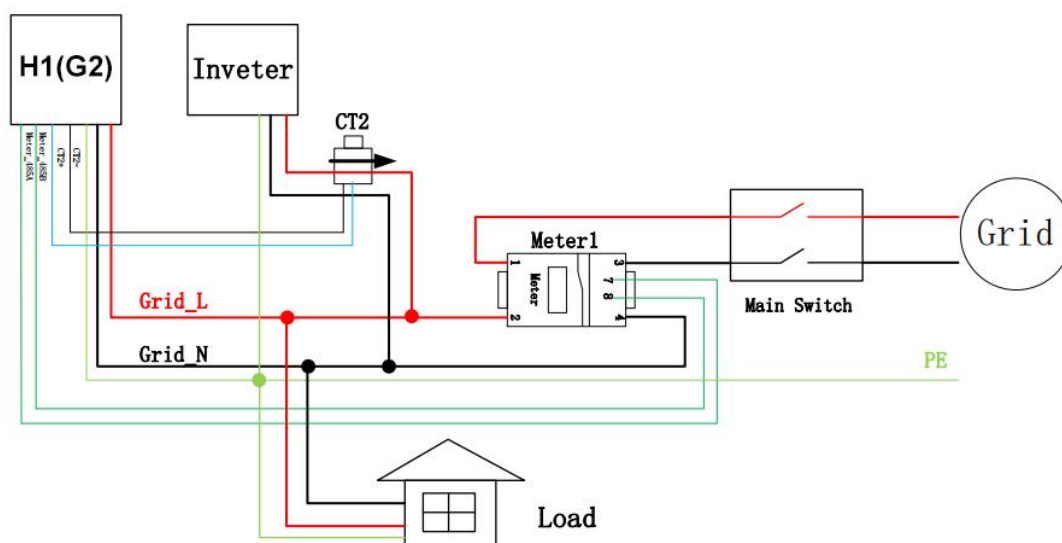 H1(G2)
Inveter
CT2
Meter_485A
Meter_485B
CT2+
CT2-
Meter1
1
3
7
8
2
4
Meter
Main Switch
Grid
Grid_L
Grid_N
PE
Load